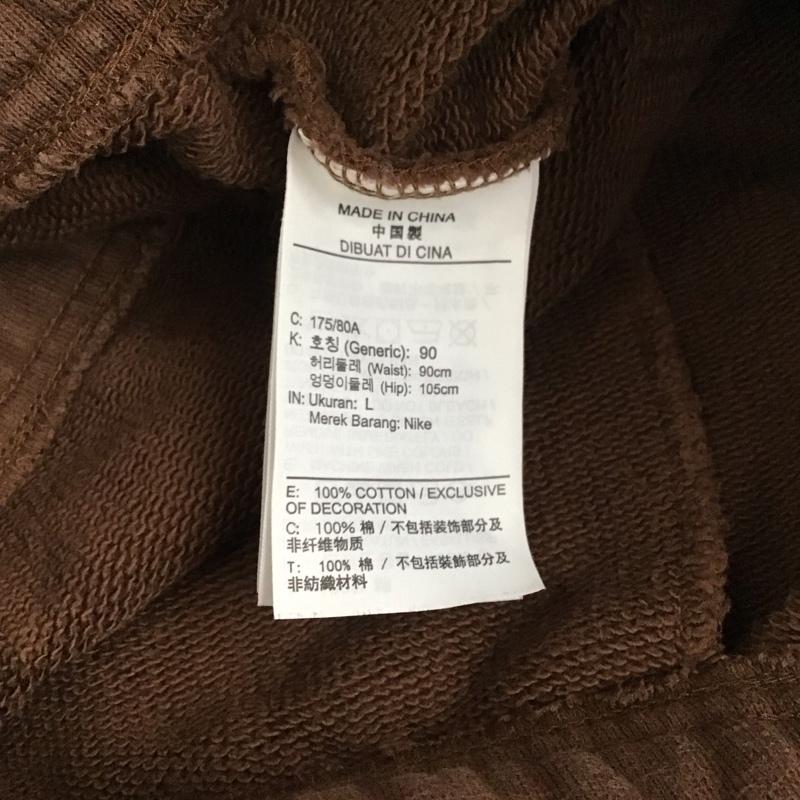 MADE IN CHINA
中国製
DIBUAT DI CINA
C: 175/80A
K: 호칭 (Generic): 90
허리둘레 (Waist): 90cm
엉덩이둘레 (Hip): 105cm
IN: Ukuran: L
Merek Barang: Nike
E: 100% COTTON / EXCLUSIVE
OF DECORATION
C: 100% 棉 / 不包括装饰部分及
非纤维物质
T: 100% 棉 / 不包括裝飾部分及
非紡織材料